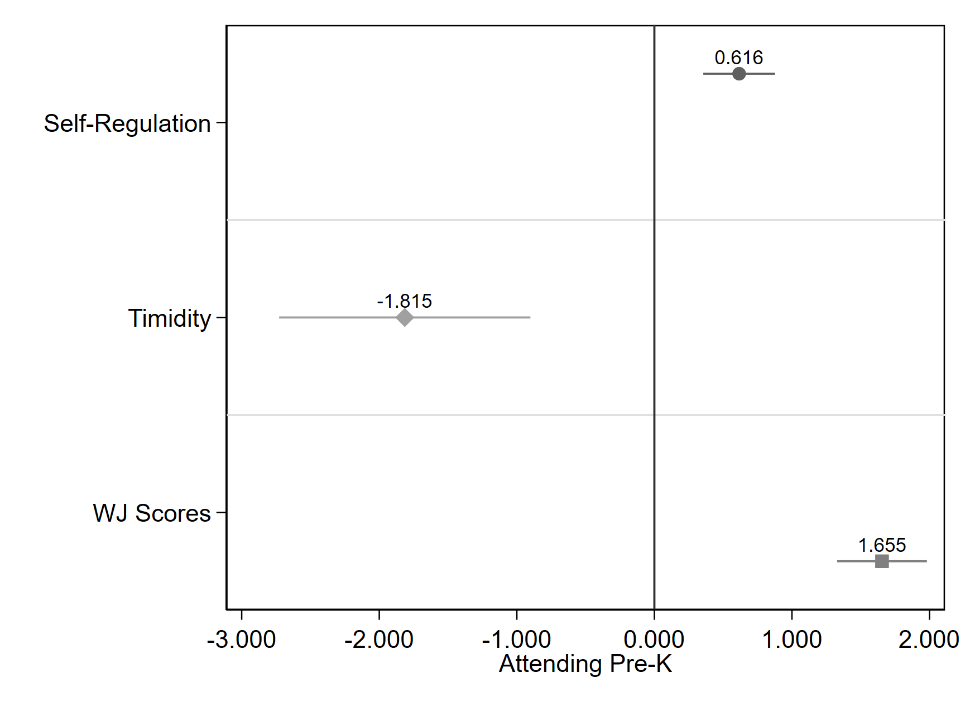 0.616
Self-Regulation
-1.815
Timidity
WJ Scores
1.655
-3.000 -2.000 -1.000 0.000 1.000 2.000
Attending Pre-K